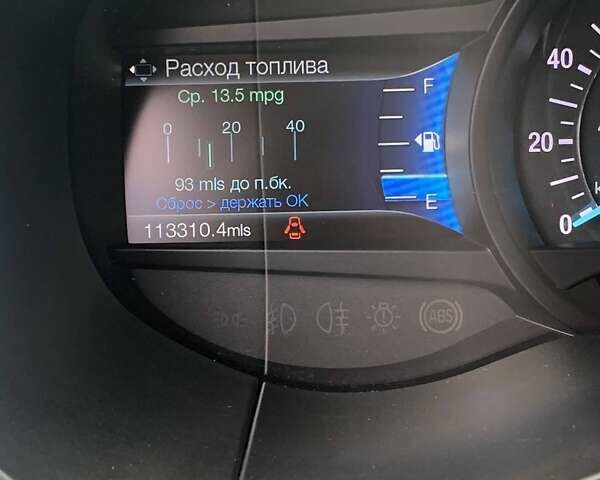 Расход топлива
Ср. 13.5 mpg
0 20 40
93 mls до п.бк.
Сброс > держать OK
113310.4mls
F
E
40
20
0
ABS